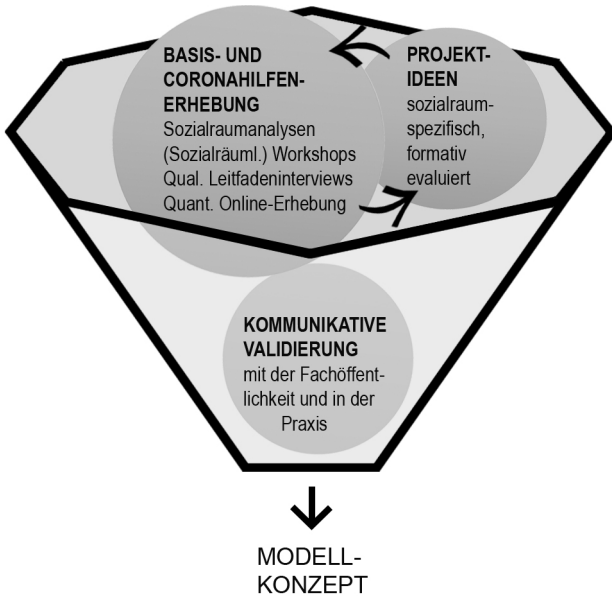 BASIS- UND
CORONAHILFEN-
ERHEBUNG
Sozialraumanalysen
(Sozialräuml.) Workshops
Qual. Leitfadeninterviews
Quant. Online-Erhebung
PROJEKT-
IDEEN
sozialraum-
spezifisch,
formativ
evaluiert
KOMMUNIKATIVE
VALIDIERUNG
mit der Fachöffent-
lichkeit und in der
Praxis
MODELL-
KONZEPT